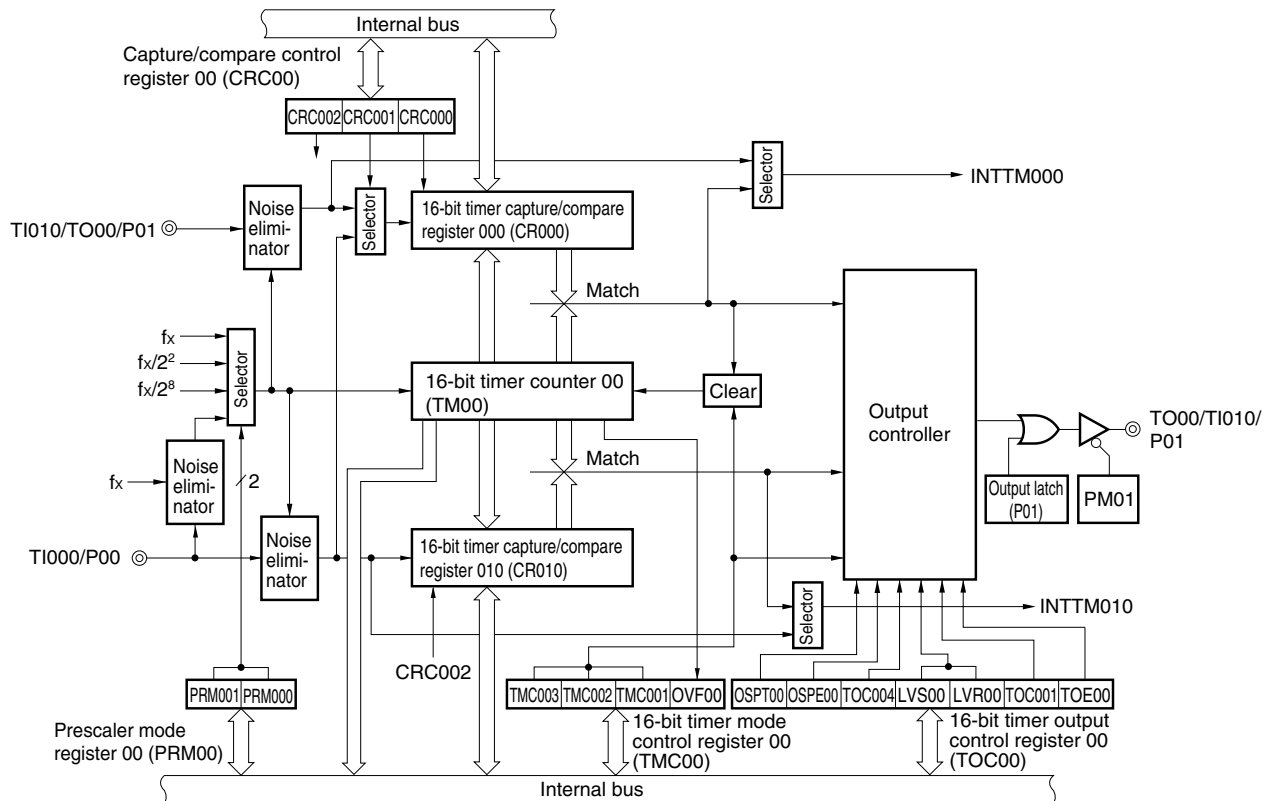 Internal bus
Capture/compare control
register 00 (CRC00)
CRC002 CRC001 CRC000
Selector
INTTM000
Noise
elimi-
nator
Selector
16-bit timer capture/compare
register 000 (CR000)
TI010/TO00/P01
Match
fx
fx/2²
fx/2⁸
Selector
16-bit timer counter 00
(TM00)
Clear
Output
controller
TO00/TI010/
P01
Match
fx
Noise
elimi-
nator
2
Output latch
(P01)
PM01
TI000/P00
Noise
elimi-
nator
16-bit timer capture/compare
register 010 (CR010)
Selector
INTTM010
CRC002
PRM001 PRM000
TMC003 TMC002 TMC001 OVF00
OSPT00 OSPE00 TOC004 LVS00 LVR00 TOC001 TOE00
Prescaler mode
register 00 (PRM00)
16-bit timer mode
control register 00
(TMC00)
16-bit timer output
control register 00
(TOC00)
Internal bus